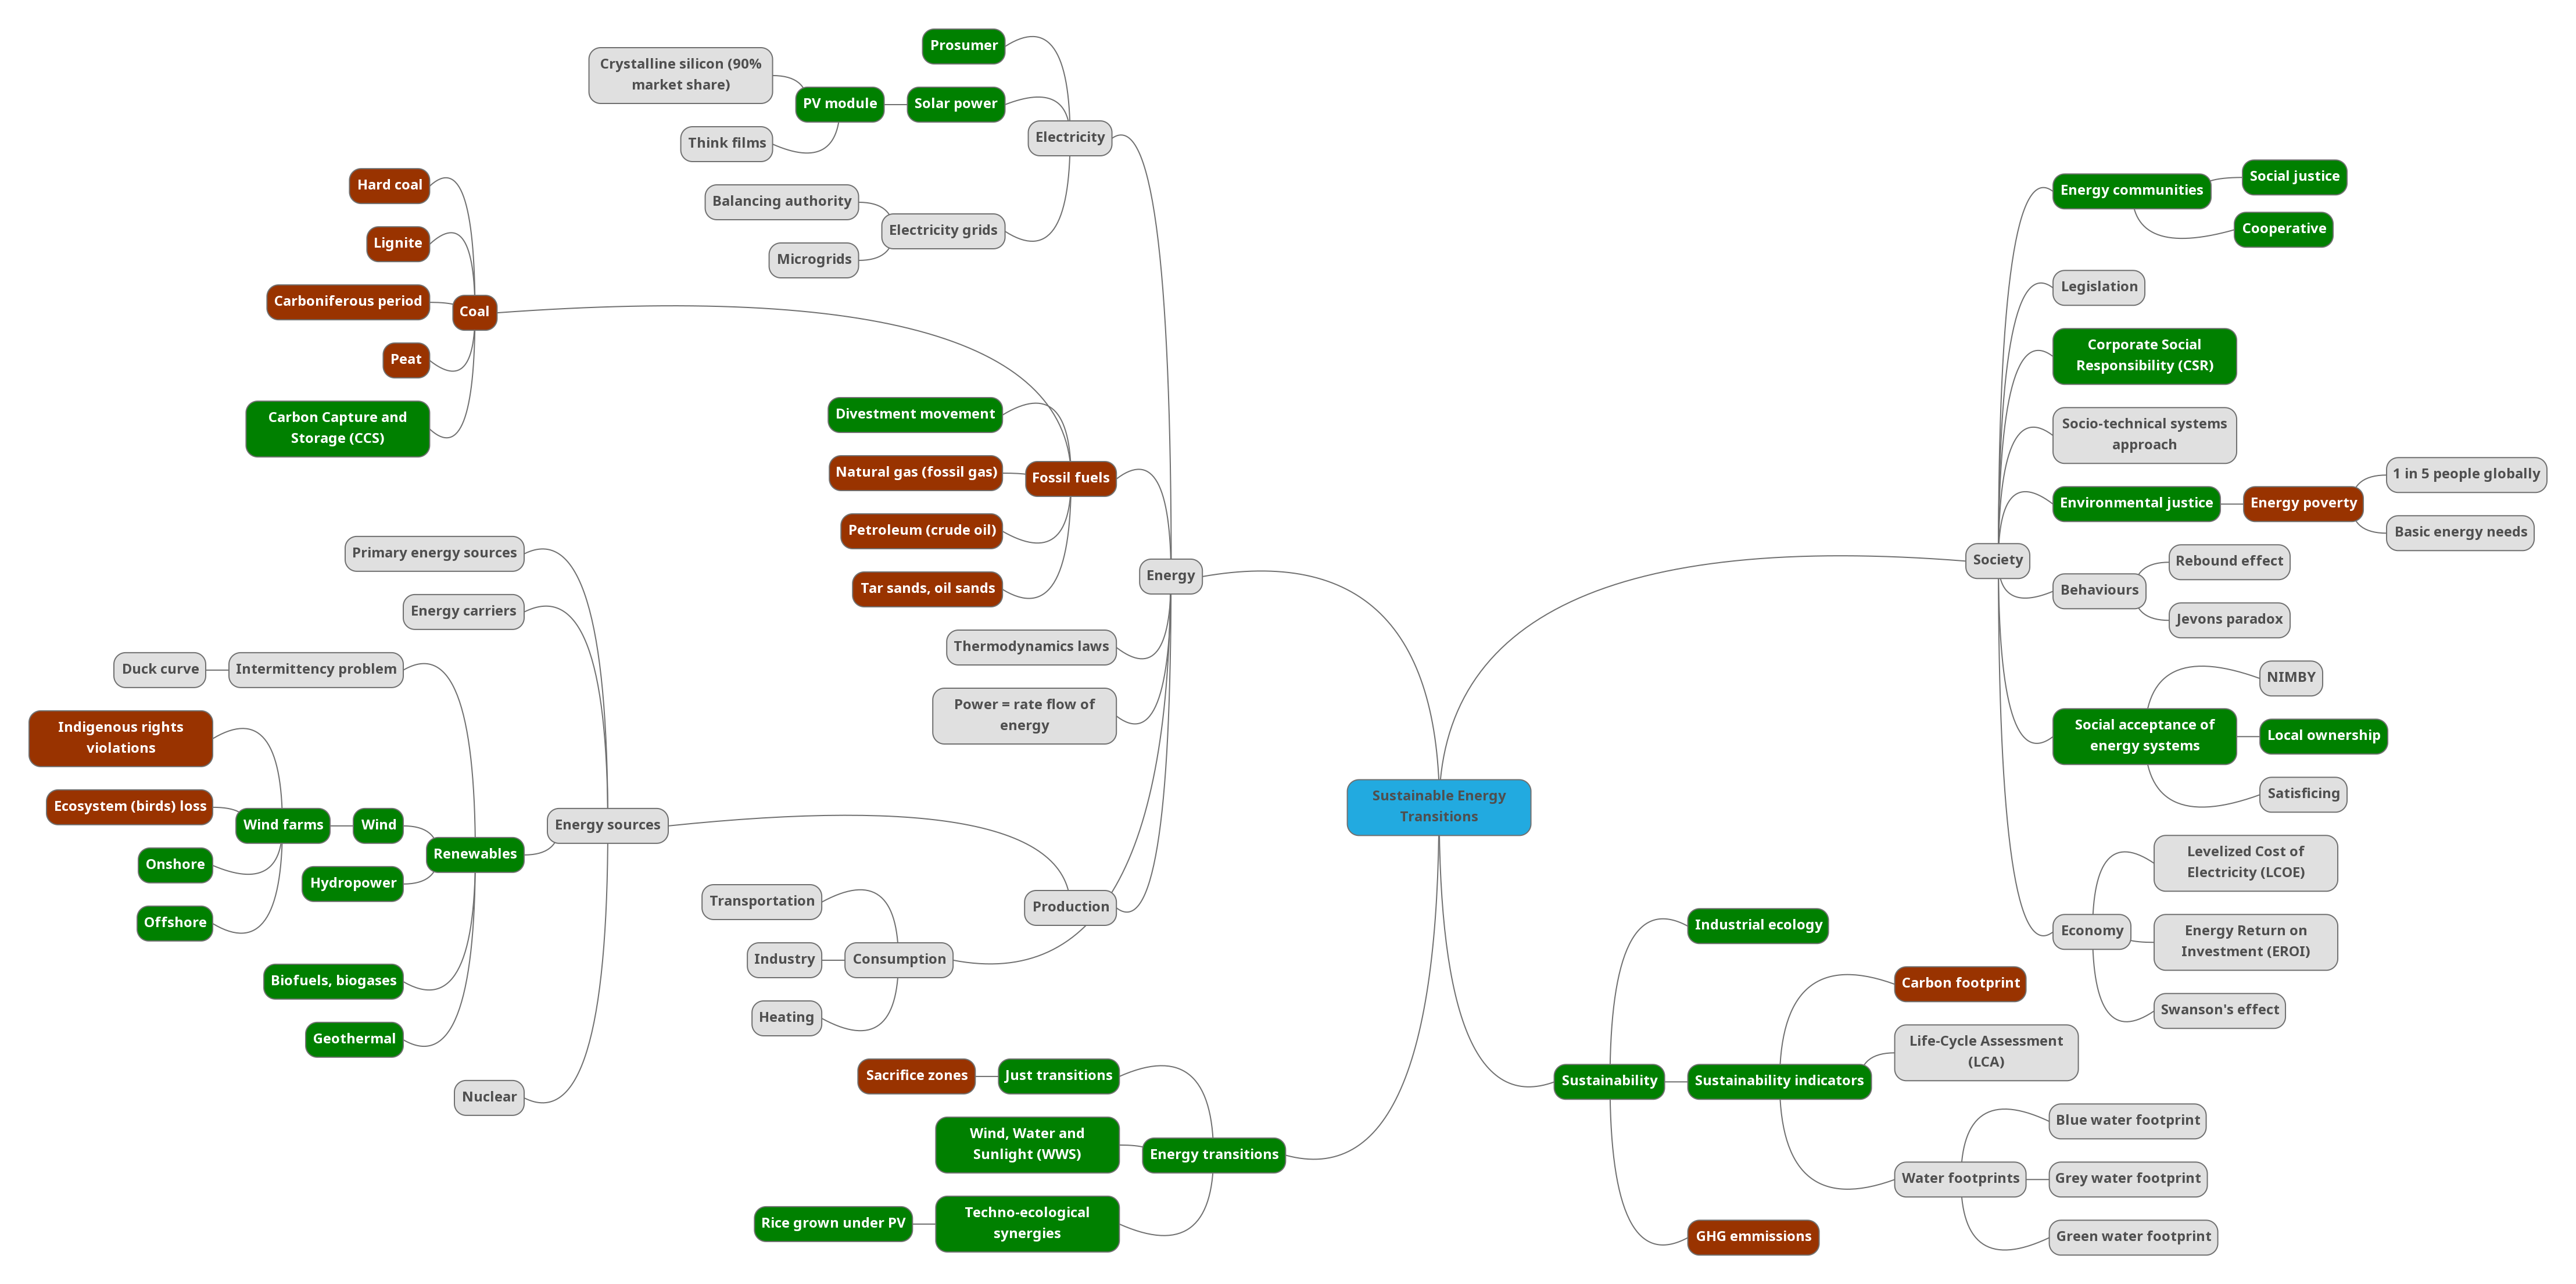 Sustainable Energy
Transitions
Energy
Electricity
Prosumer
Solar power
PV module
Crystalline silicon (90%
market share)
Think films
Electricity grids
Balancing authority
Microgrids
Fossil fuels
Coal
Hard coal
Lignite
Carboniferous period
Peat
Carbon Capture and
Storage (CCS)
Divestment movement
Natural gas (fossil gas)
Petroleum (crude oil)
Tar sands, oil sands
Thermodynamics laws
Power = rate flow of
energy
Production
Energy sources
Primary energy sources
Energy carriers
Renewables
Intermittency problem
Duck curve
Wind
Wind farms
Indigenous rights
violations
Ecosystem (birds) loss
Onshore
Offshore
Hydropower
Biofuels, biogases
Geothermal
Nuclear
Consumption
Transportation
Industry
Heating
Energy transitions
Just transitions
Sacrifice zones
Wind, Water and
Sunlight (WWS)
Techno-ecological
synergies
Rice grown under PV
Society
Energy communities
Social justice
Cooperative
Legislation
Corporate Social
Responsibility (CSR)
Socio-technical systems
approach
Environmental justice
Energy poverty
1 in 5 people globally
Basic energy needs
Behaviours
Rebound effect
Jevons paradox
Social acceptance of
energy systems
NIMBY
Local ownership
Satisficing
Economy
Levelized Cost of
Electricity (LCOE)
Energy Return on
Investment (EROI)
Swanson's effect
Sustainability
Industrial ecology
Sustainability indicators
Carbon footprint
Life-Cycle Assessment
(LCA)
Water footprints
Blue water footprint
Grey water footprint
Green water footprint
GHG emmissions